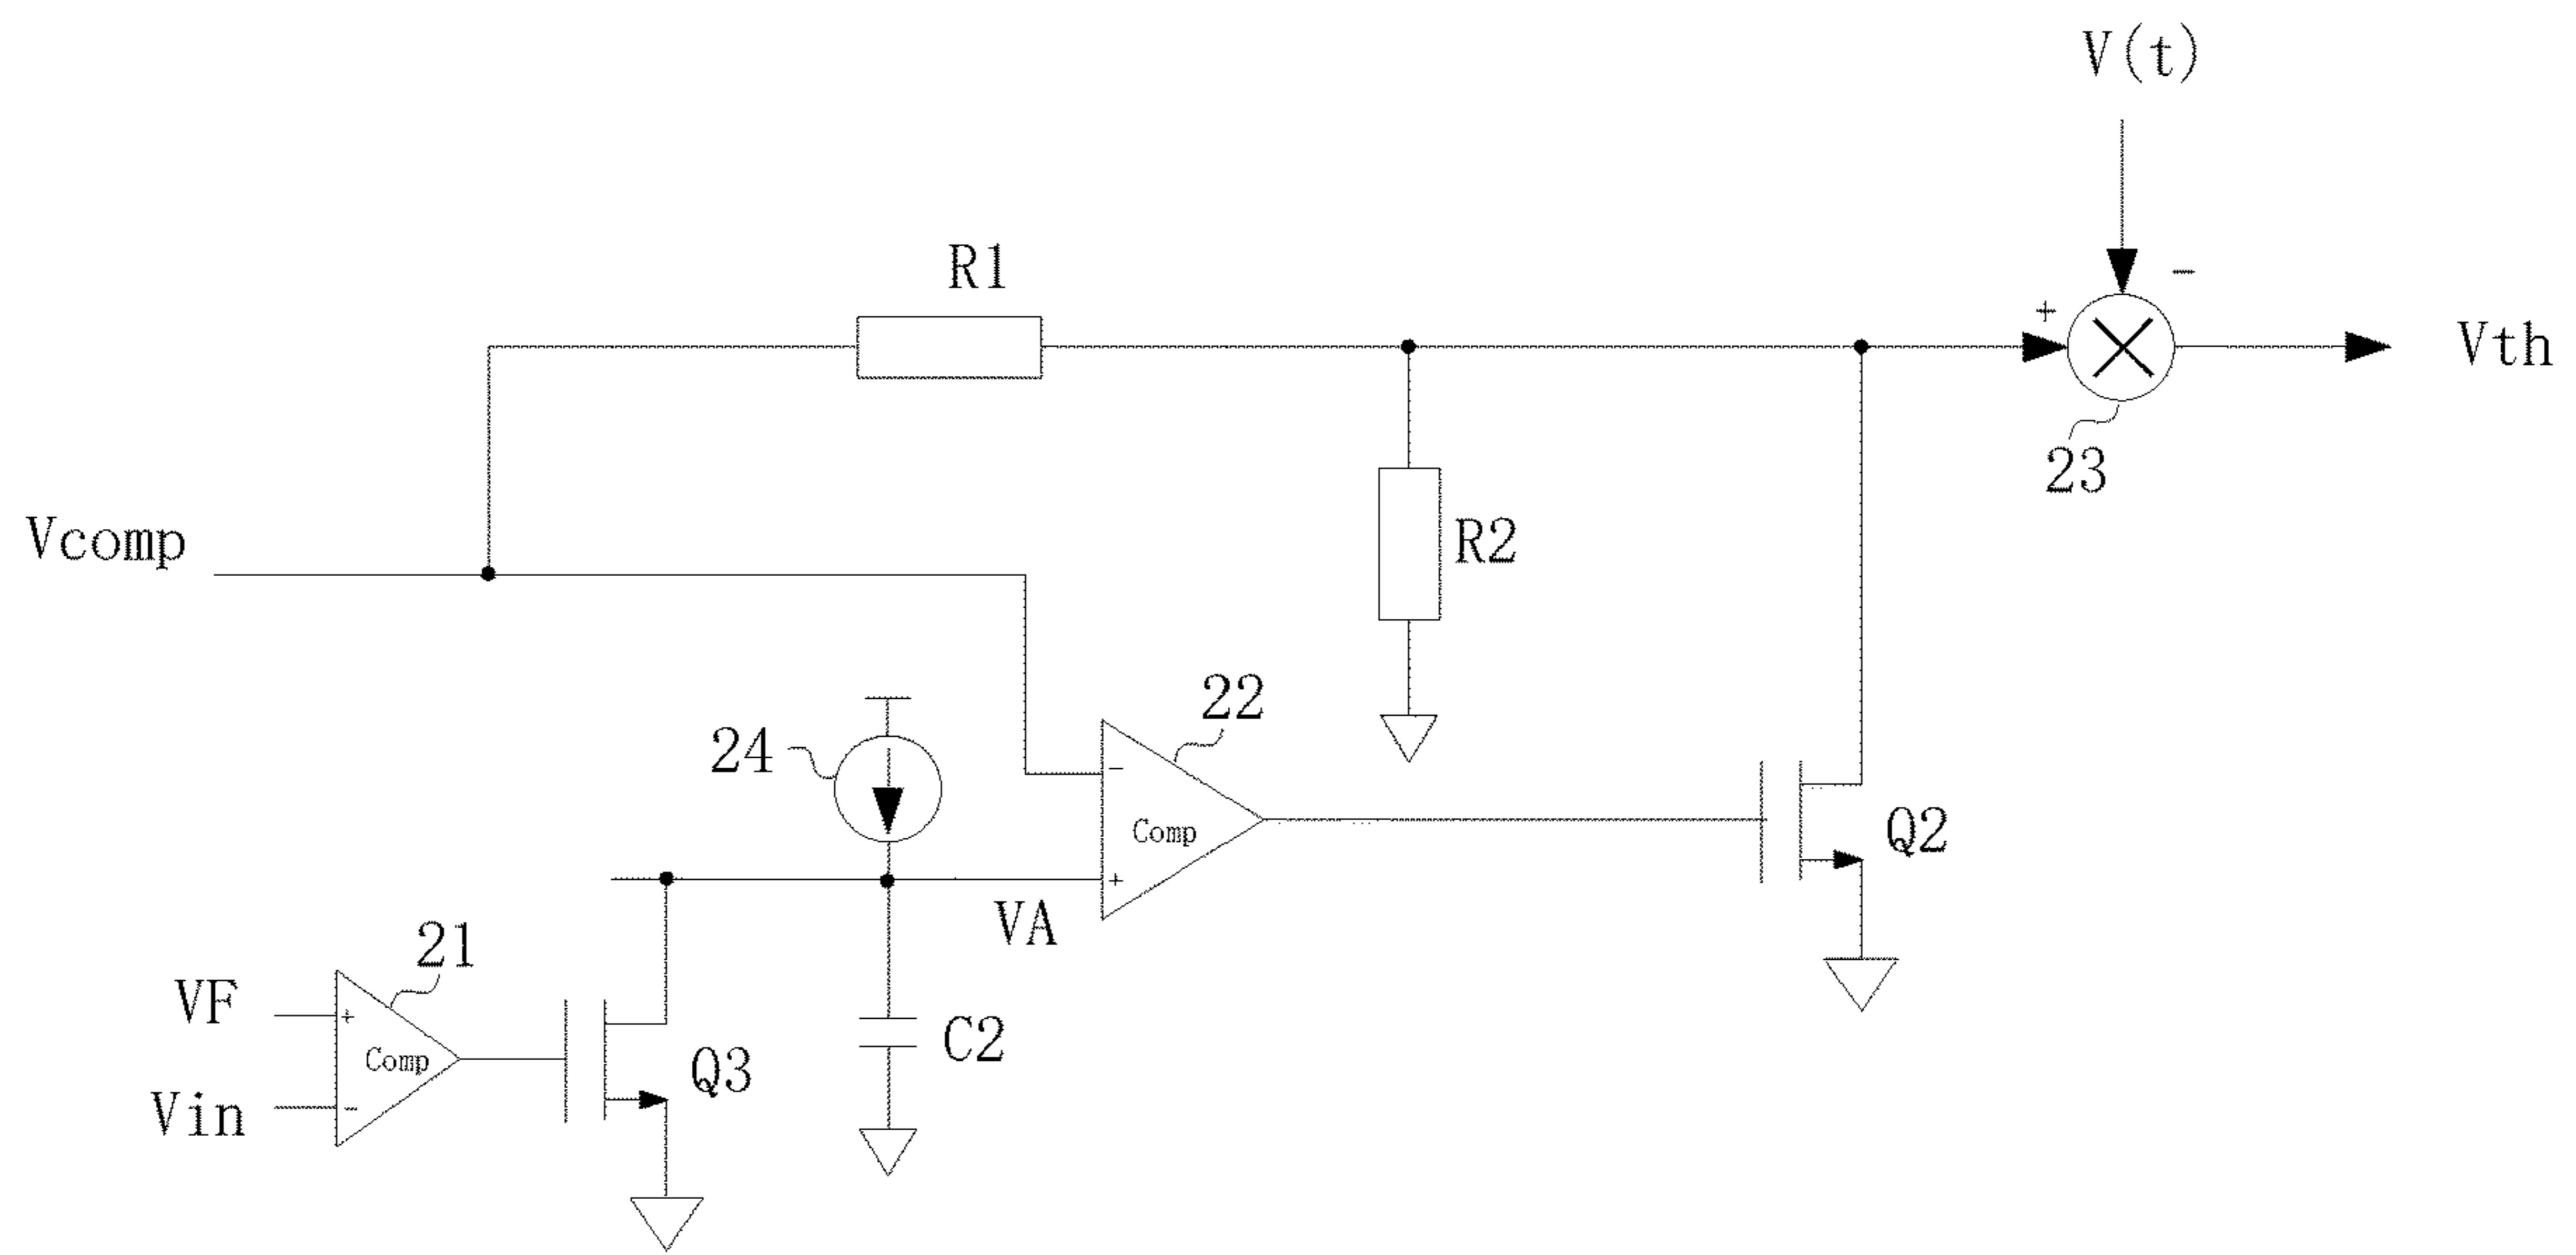 V(t)
-
R1
+
Vth
23
Vcomp
R2
22
24
-
Comp
Q2
+
VA
21
VF
+
Comp
C2
Q3
Vin
-